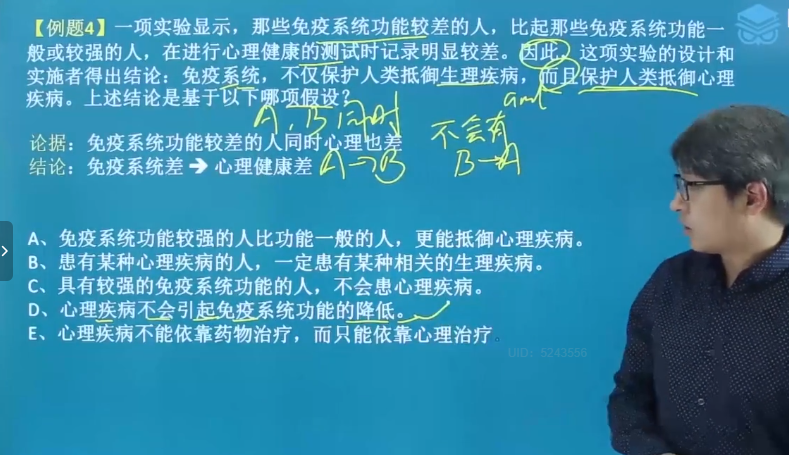 【例题4】一项实验显示，那些免疫系统功能较差的人，比起那些免疫系统功能一
般或较强的人，在进行心理健康的测试时记录明显较差。因此，这项实验的设计和
实施者得出结论：免疫系统，不仅保护人类抵御生理疾病，而且保护人类抵御心理
疾病。上述结论是基于以下哪项假设？
and
A、B 同时
不会有
论据：免疫系统功能较差的人同时心理也差
结论：免疫系统差➔心理健康差
A→B
B→A
A、免疫系统功能较强的人比功能一般的人，更能抵御心理疾病。
B、患有某种心理疾病的人，一定患有某种相关的生理疾病。
C、具有较强的免疫系统功能的人，不会患心理疾病。
D、心理疾病不会引起免疫系统功能的降低。
E、心理疾病不能依靠药物治疗，而只能依靠心理治疗。
UID：5243656